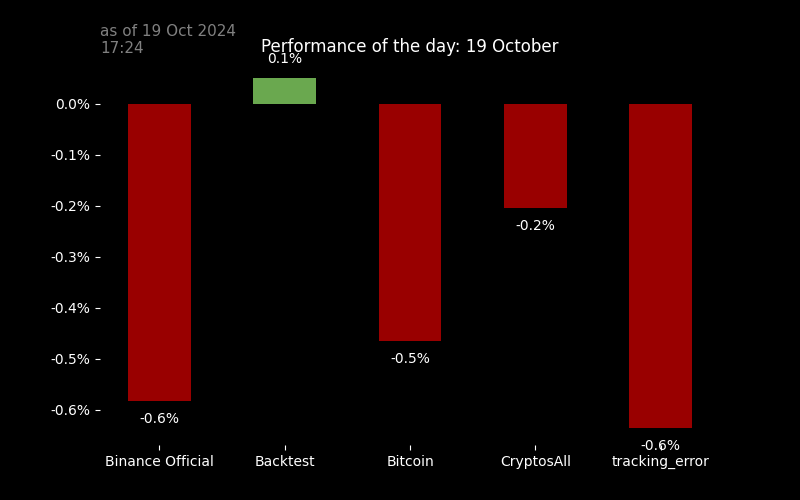 as of 19 Oct 2024
17:24
Performance of the day: 19 October
0.1%
0.0%
-0.1%
-0.2%
-0.2%
-0.3%
-0.4%
-0.5%
-0.5%
-0.6%
-0.6%
-0.6%
Binance Official
Backtest
Bitcoin
CryptosAll
tracking_error